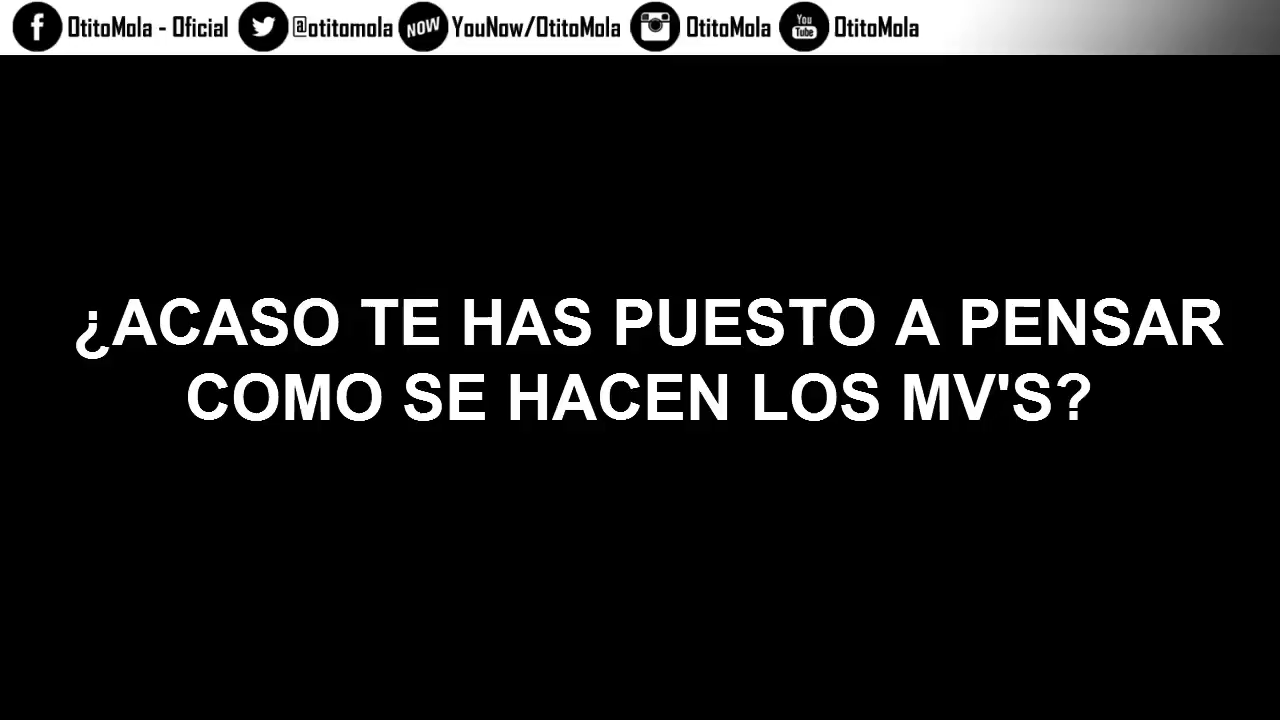 OtitoMola - Oficial @otitomola NOW YouNow/OtitoMola OtitoMola You Tube OtitoMola
¿ACASO TE HAS PUESTO A PENSAR
COMO SE HACEN LOS MV'S?